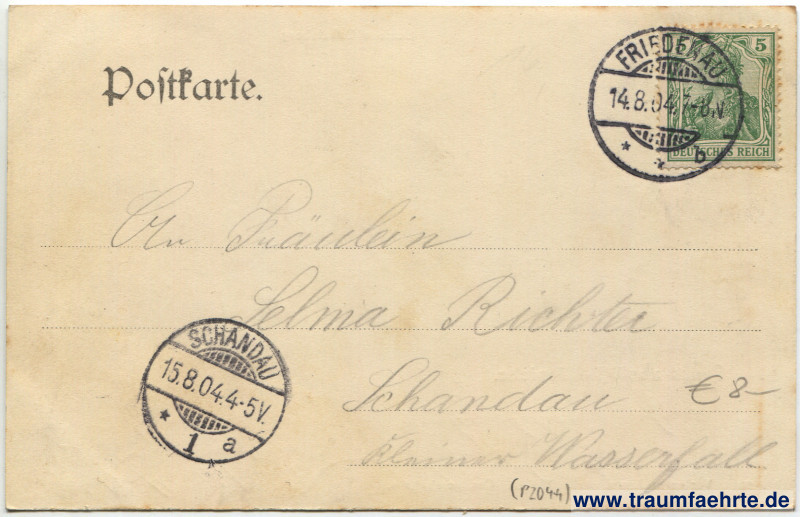 Poſtkarte.
FRIEDENAU
14.8.04.7-8N
* * b
5
DEUTSCHES REICH
An Fräulein
Selma Richter
Schandau
kleiner Wasserfall
€ 8-
SCHANDAU
15.8.04.4-5V.
* 1 a
(P2044)
www.traumfaehrte.de